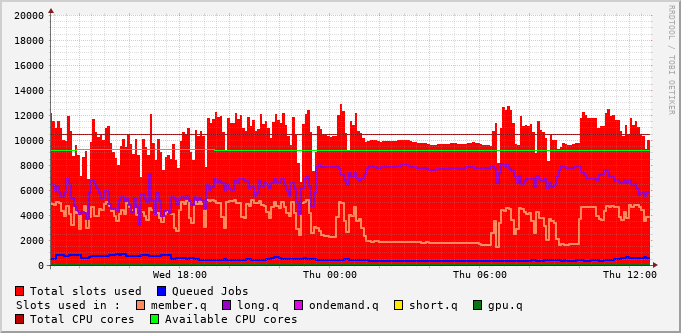 RRDTOOL / TOBI OETIKER
20000
18000
16000
14000
12000
10000
8000
6000
4000
2000
0
Wed 18:00 Thu 00:00 Thu 06:00 Thu 12:00
Total slots used Queued Jobs
Slots used in : member.q long.q ondemand.q short.q gpu.q
Total CPU cores Available CPU cores